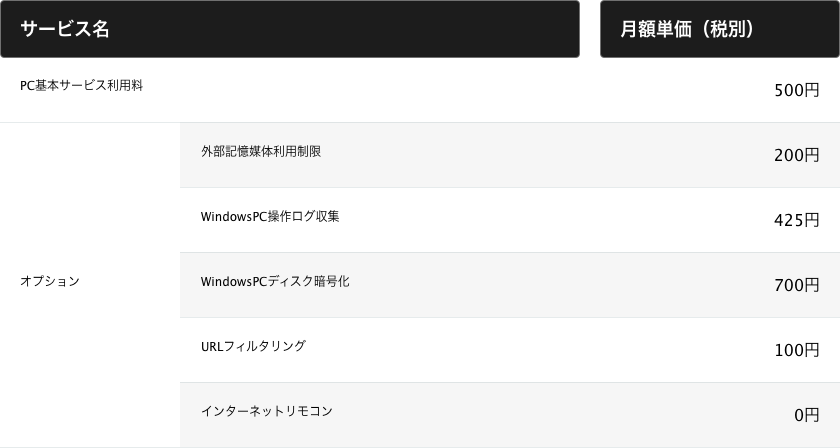 サービス名 月額単価（税別）
PC基本サービス利用料 500円
外部記憶媒体利用制限 200円
WindowsPC操作ログ収集 425円
オプション WindowsPCディスク暗号化 700円
URLフィルタリング 100円
インターネットリモコン 0円